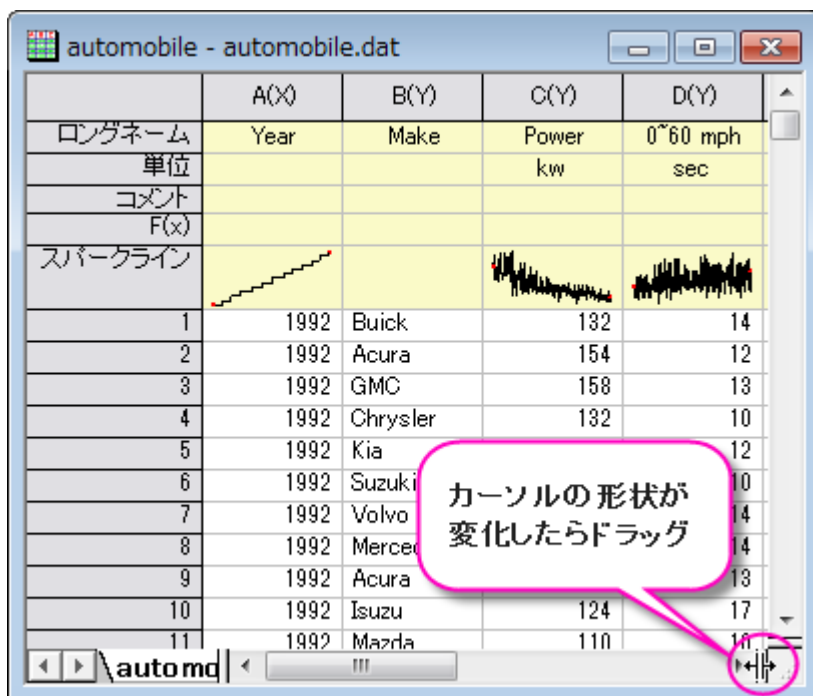 automobile - automobile.dat
A(X) B(Y) C(Y) D(Y)
ロングネーム Year Make Power 0~60 mph
単位 kw sec
コメント
F(x)
スパークライン
1 1992 Buick 132 14
2 1992 Acura 154 12
3 1992 GMC 158 13
4 1992 Chrysler 132 10
5 1992 Kia 12
6 1992 Suzuki 10
7 1992 Volvo 14
8 1992 14
9 1992 Acura 13
10 1992 Isuzu 124 17
11 1992 Mazda 110
カーソルの形状が
変化したらドラッグ
automo